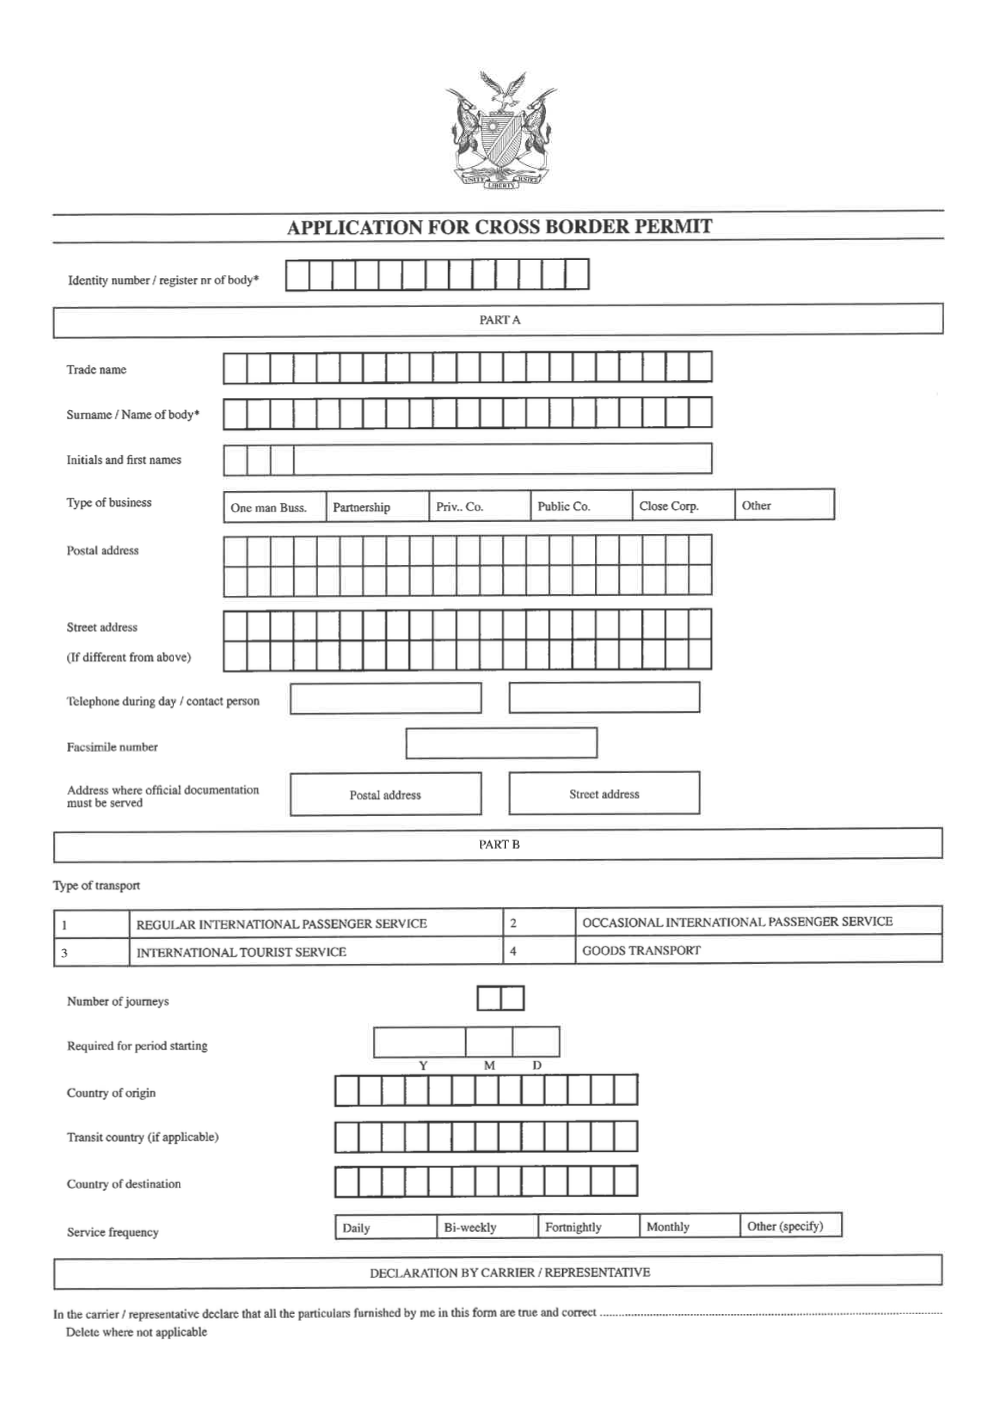 UNITY LIBERTY JUSTICE
APPLICATION FOR CROSS BORDER PERMIT
Identity number / register nr of body*
PART A
Trade name
Surname / Name of body*
Initials and first names
Type of business
One man Buss. Partnership Priv.. Co. Public Co. Close Corp. Other
Postal address
Street address
(If different from above)
Telephone during day / contact person
Facsimile number
Address where official documentation
must be served
Postal address Street address
PART B
Type of transport
1 REGULAR INTERNATIONAL PASSENGER SERVICE 2 OCCASIONAL INTERNATIONAL PASSENGER SERVICE
3 INTERNATIONAL TOURIST SERVICE 4 GOODS TRANSPORT
Number of journeys
Required for period starting
Y M D
Country of origin
Transit country (if applicable)
Country of destination
Service frequency
Daily Bi-weekly Fortnightly Monthly Other (specify)
DECLARATION BY CARRIER / REPRESENTATIVE
In the carrier / representative declare that all the particulars furnished by me in this form are true and correct ....................
Delete where not applicable